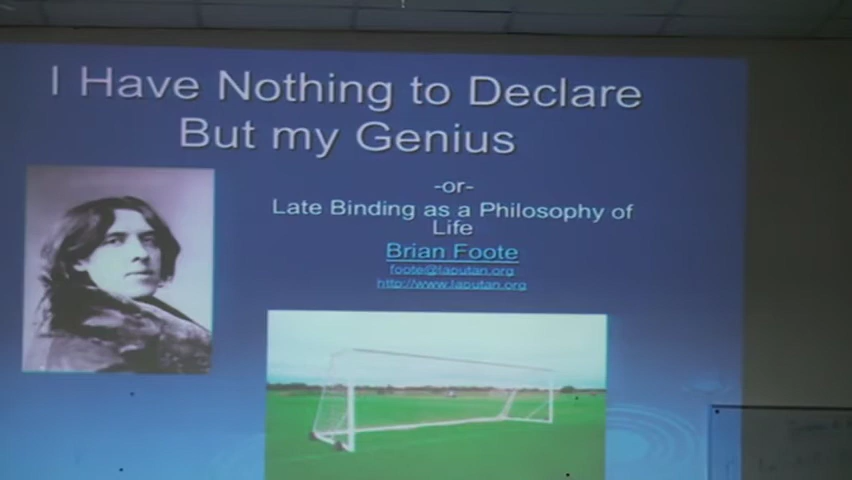 I Have Nothing to Declare
But my Genius
-or-
Late Binding as a Philosophy of
Life
Brian Foote
foote@laputan.org
http://www.laputan.org